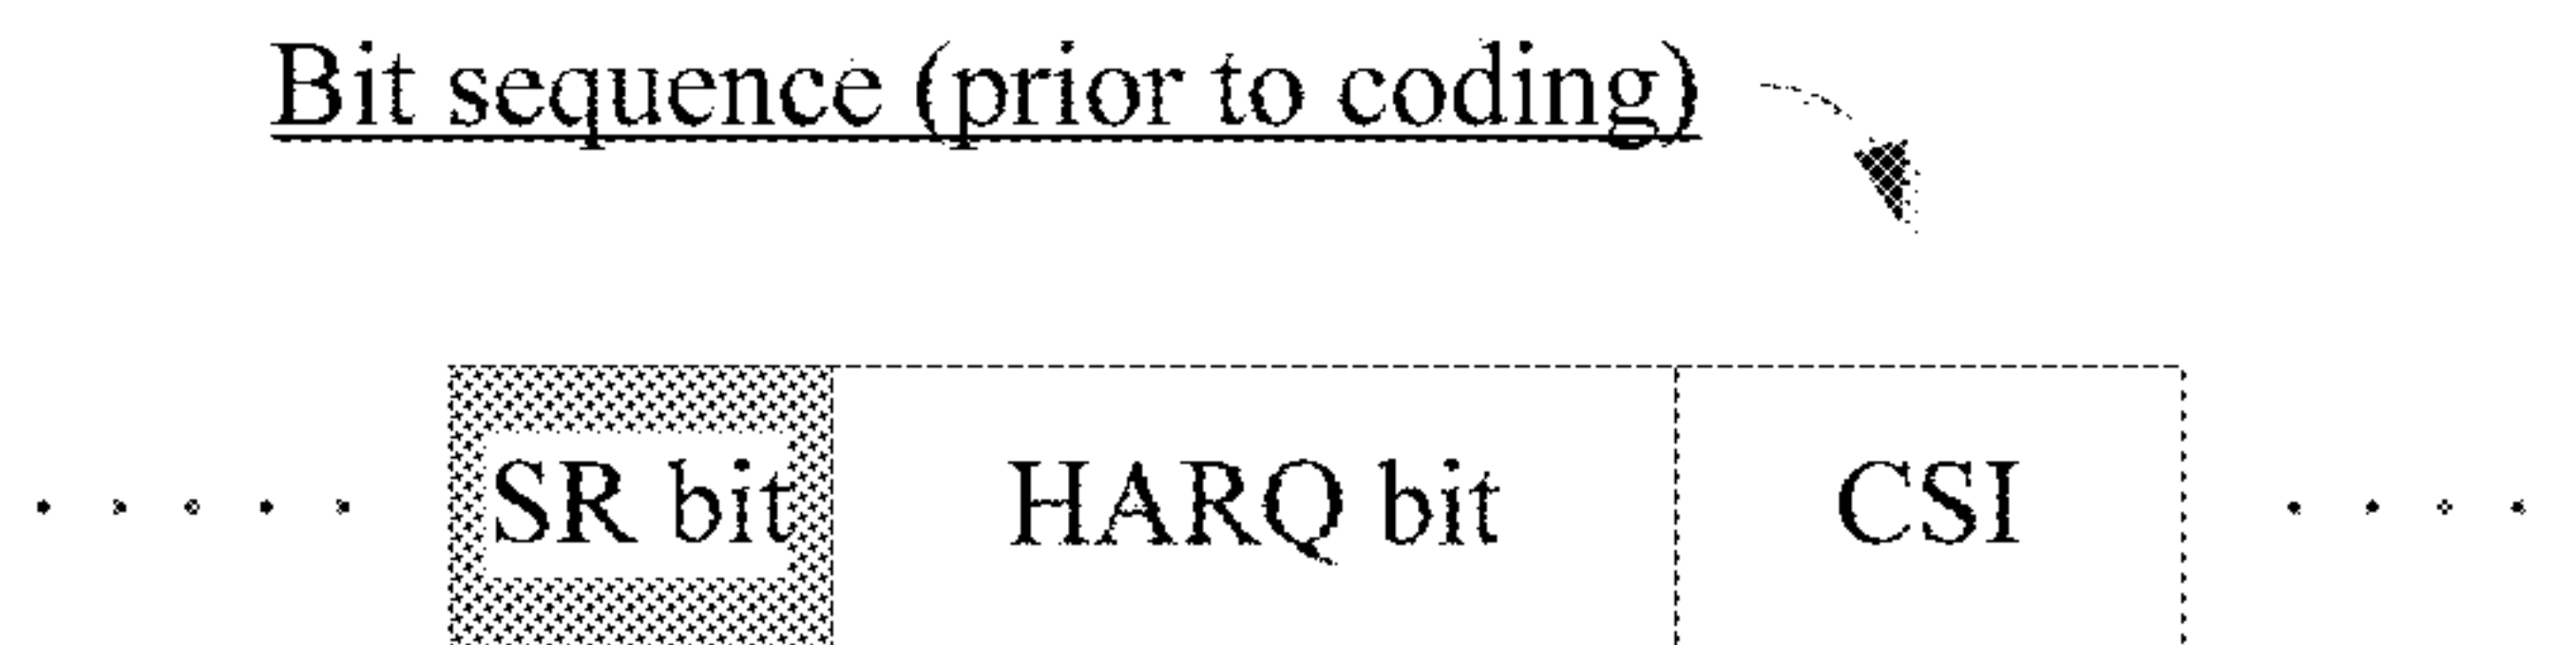 Bit sequence (prior to coding)
SR bit HARQ bit CSI